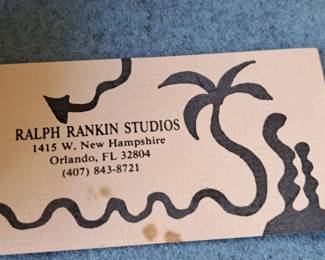 RALPH RANKIN STUDIOS
1415 W. New Hampshire
Orlando, FL 32804
(407) 843-8721